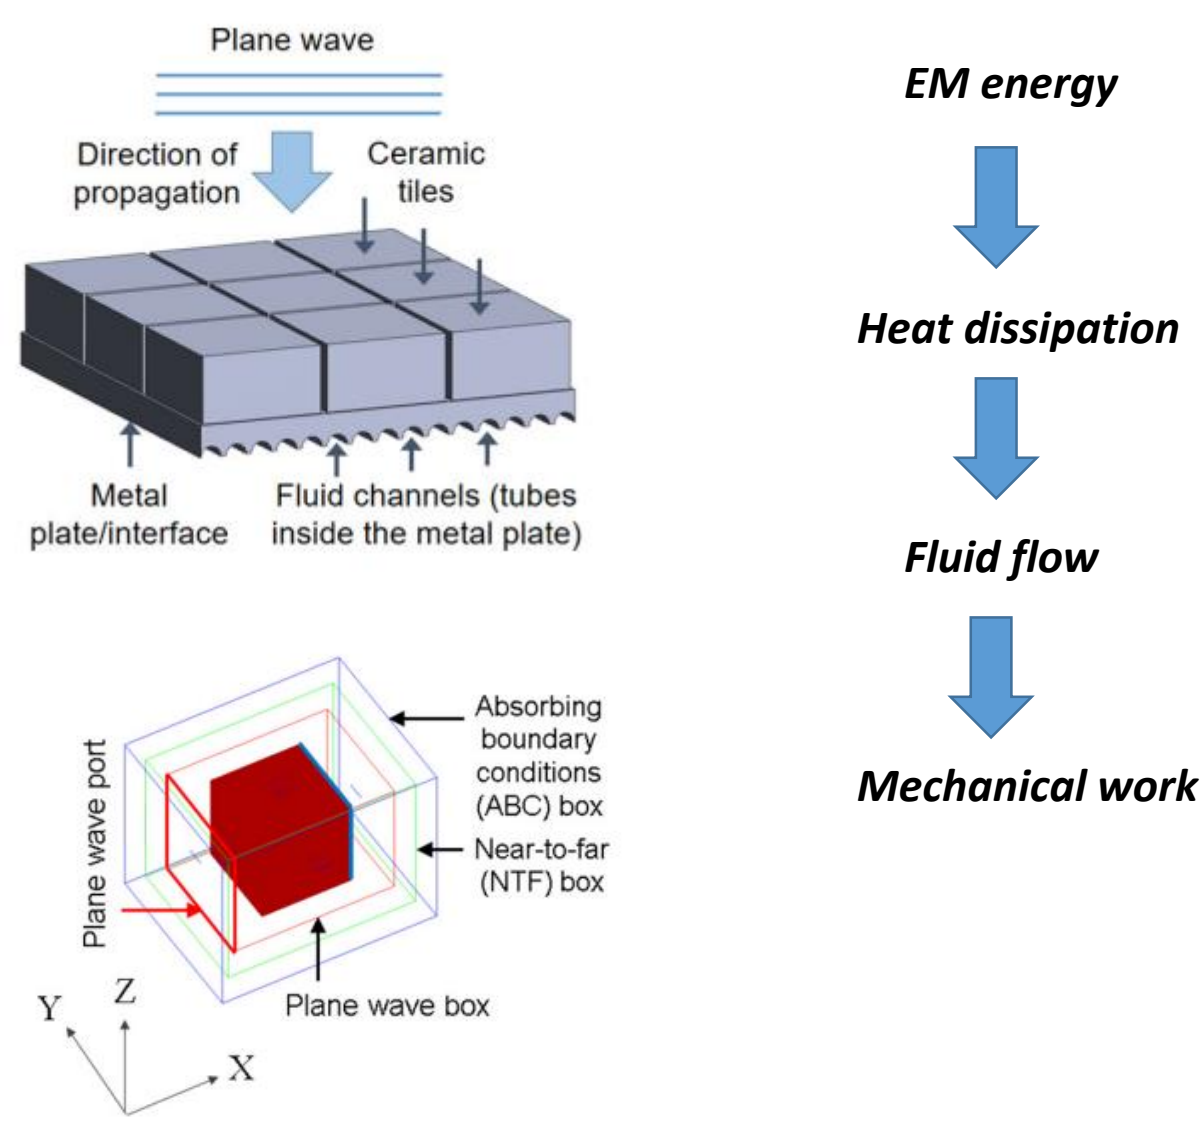 Plane wave
Direction of
propagation
Ceramic
tiles
Metal
plate/interface
Fluid channels (tubes
inside the metal plate)
EM energy
Heat dissipation
Fluid flow
Mechanical work
Plane wave port
Absorbing
boundary
conditions
(ABC) box
Near-to-far
(NTF) box
Plane wave box
Y
Z
X